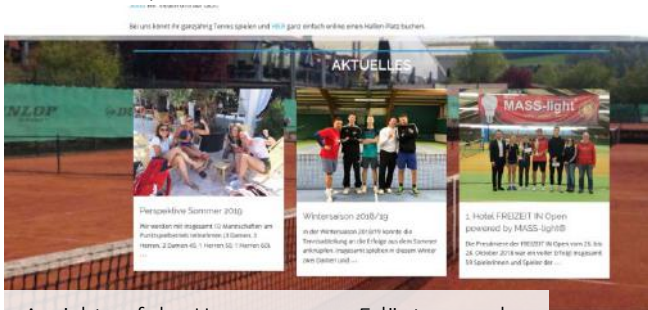 Bei uns könnt ihr ganzjährig Tennis spielen und HIER ganz einfach online einen Hallen-Platz buchen.
AKTUELLES
DUNLOP
MASS-light
Perspektive Sommer 2019
Wir werden mit insgesamt 10 Mannschaften am
Punktspielbetrieb teilnehmen (2 Damen, 3
Herren, 2 Damen 40, 1 Herren 50, 1 Herren 60).
...
Wintersaison 2018/19
In der Wintersaison 2018/19 konnte die
Tennisabteilung an die Erfolge aus dem Sommer
anknüpfen. Insgesamt spielten in diesem Winter
zwei Damen und ...
1. Hotel FREIZEIT IN Open
powered by MASS-light®
Die Premiere der FREIZEIT IN Open vom 26. bis
28. Oktober 2018 war ein voller Erfolg! Insgesamt
59 Spielerinnen und Spieler der ...